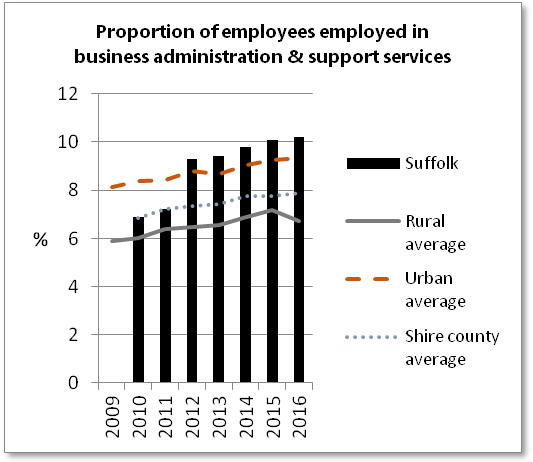 Proportion of employees employed in
business administration & support services
12
10
8
6
4
2
0
%
2009
2010
2011
2012
2013
2014
2015
2016
Suffolk
Rural
average
Urban
average
Shire county
average